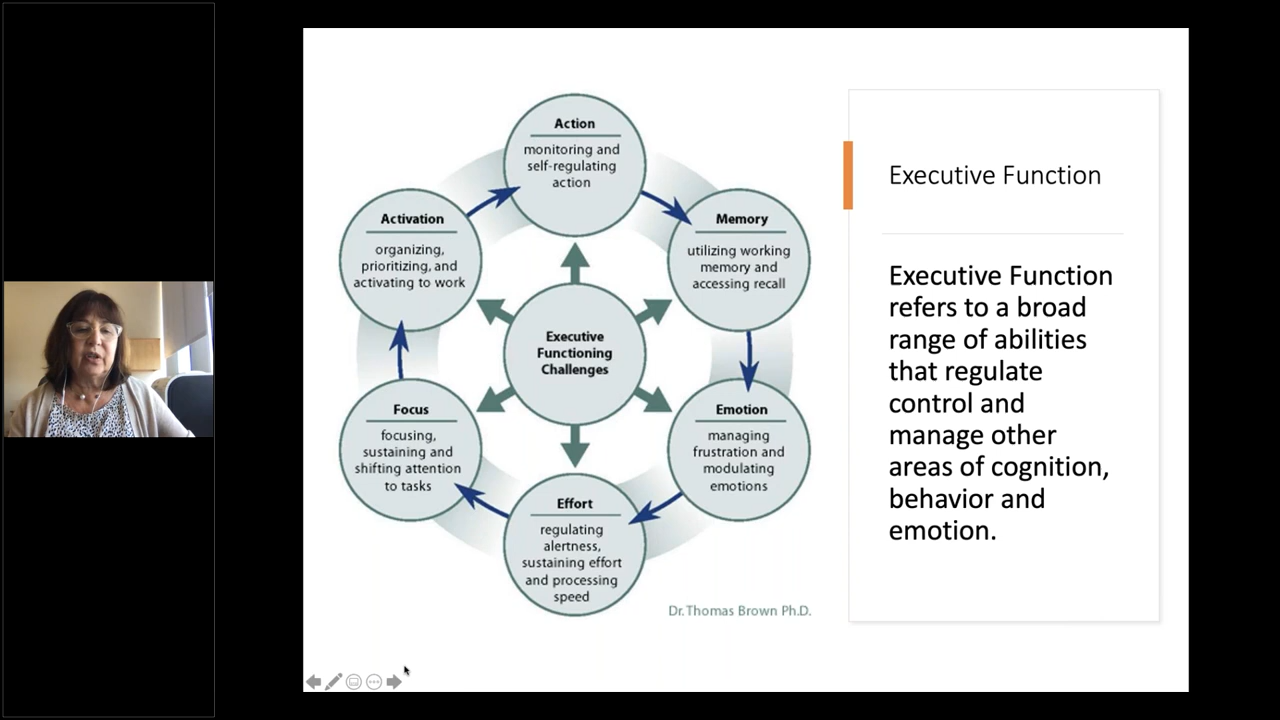 Action
monitoring and
self-regulating
action
Memory
utilizing working
memory and
accessing recall
Emotion
managing
frustration and
modulating
emotions
Effort
regulating
alertness,
sustaining effort
and processing
speed
Focus
focusing,
sustaining and
shifting attention
to tasks
Activation
organizing,
prioritizing, and
activating to work
Executive
Functioning
Challenges
Dr. Thomas Brown Ph.D.
Executive Function
Executive Function
refers to a broad
range of abilities
that regulate
control and
manage other
areas of cognition,
behavior and
emotion.